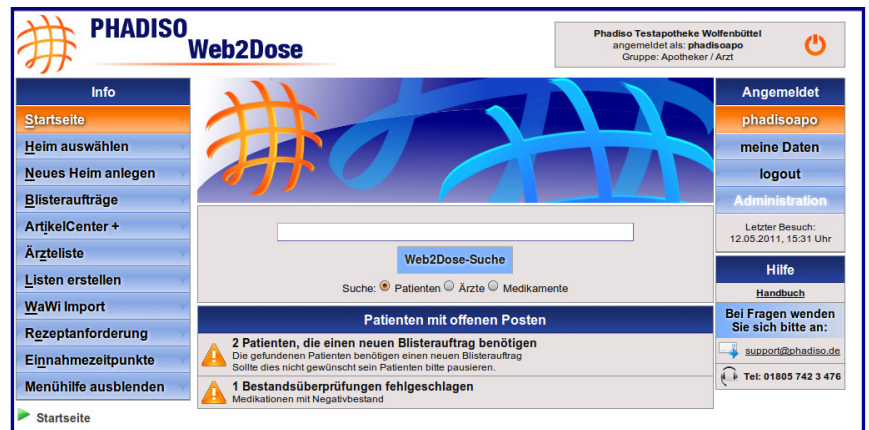 PHADISO
Web2Dose
Phadiso Testapotheke Wolfenbüttel
angemeldet als: phadisoapo
Gruppe: Apotheker / Arzt
Info
Startseite
Heim auswählen
Neues Heim anlegen
Blisteraufträge
ArtikelCenter +
Ärzteliste
Listen erstellen
WaWi Import
Rezeptanforderung
Einnahmezeitpunkte
Menühilfe ausblenden
Startseite
Web2Dose-Suche
Suche: Patienten Ärzte Medikamente
Patienten mit offenen Posten
2 Patienten, die einen neuen Blisterauftrag benötigen
Die gefundenen Patienten benötigen einen neuen Blisterauftrag
Sollte dies nicht gewünscht sein Patienten bitte pausieren.
1 Bestandsüberprüfungen fehlgeschlagen
Medikationen mit Negativbestand
Angemeldet
phadisoapo
meine Daten
logout
Administration
Letzter Besuch:
12.05.2011, 15:31 Uhr
Hilfe
Handbuch
Bei Fragen wenden
Sie sich bitte an:
support@phadiso.de
Tel: 01805 742 3 476